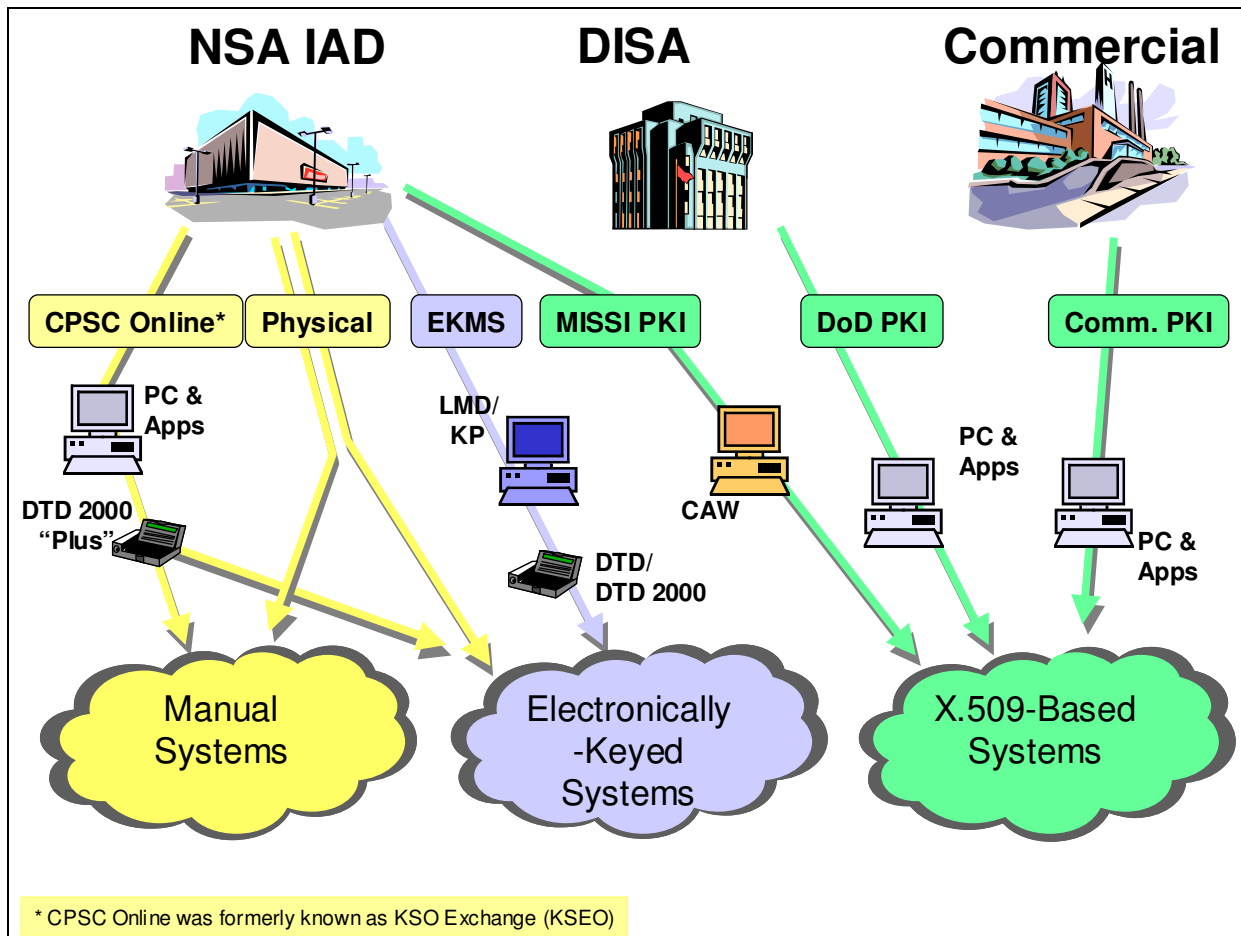 NSA IAD
DISA
Commercial
H
CPSC Online*
Physical
EKMS
MISSI PKI
DoD PKI
Comm. PKI
PC &
Apps
LMD/
KP
CAW
PC &
Apps
PC &
Apps
DTD 2000
“Plus”
DTD/
DTD 2000
Manual
Systems
Electronically
-Keyed
Systems
X.509-Based
Systems
* CPSC Online was formerly known as KSO Exchange (KSEO)